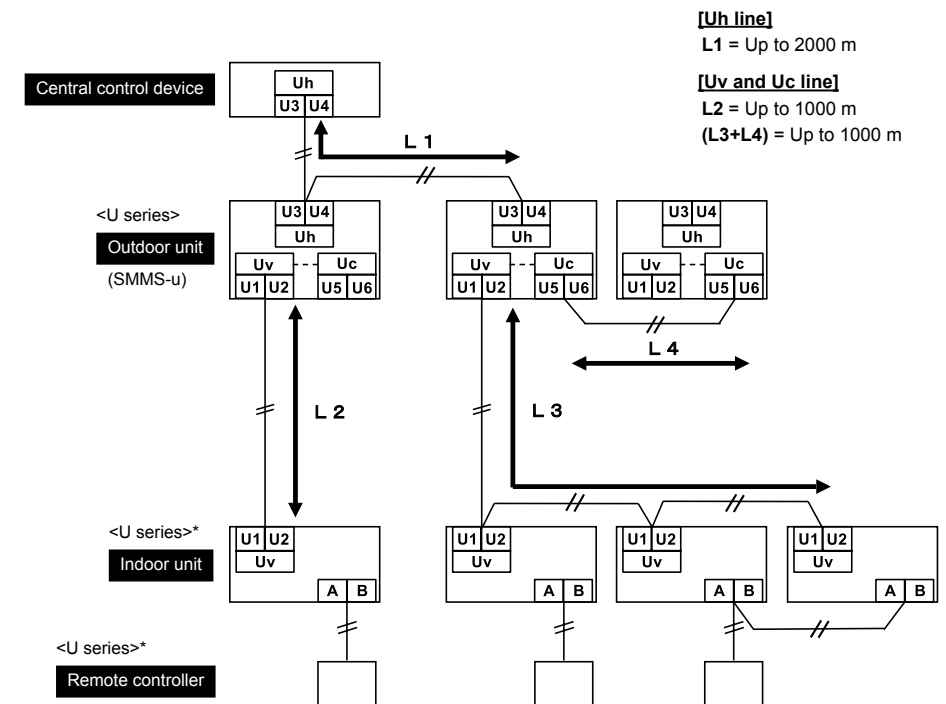 [Uh line]
L1 = Up to 2000 m
[Uv and Uc line]
L2 = Up to 1000 m
(L3+L4) = Up to 1000 m
Central control device
Uh
U3 U4
L 1
<U series>
Outdoor unit
(SMMS-u)
U3 U4
Uh
Uv Uc
U1 U2 U5 U6
U3 U4
Uh
Uv Uc
U1 U2 U5 U6
U3 U4
Uh
Uv Uc
U1 U2 U5 U6
L 4
L 2
L 3
<U series>*
Indoor unit
U1 U2
Uv
A B
U1 U2
Uv
A B
U1 U2
Uv
A B
U1 U2
Uv
A B
<U series>*
Remote controller